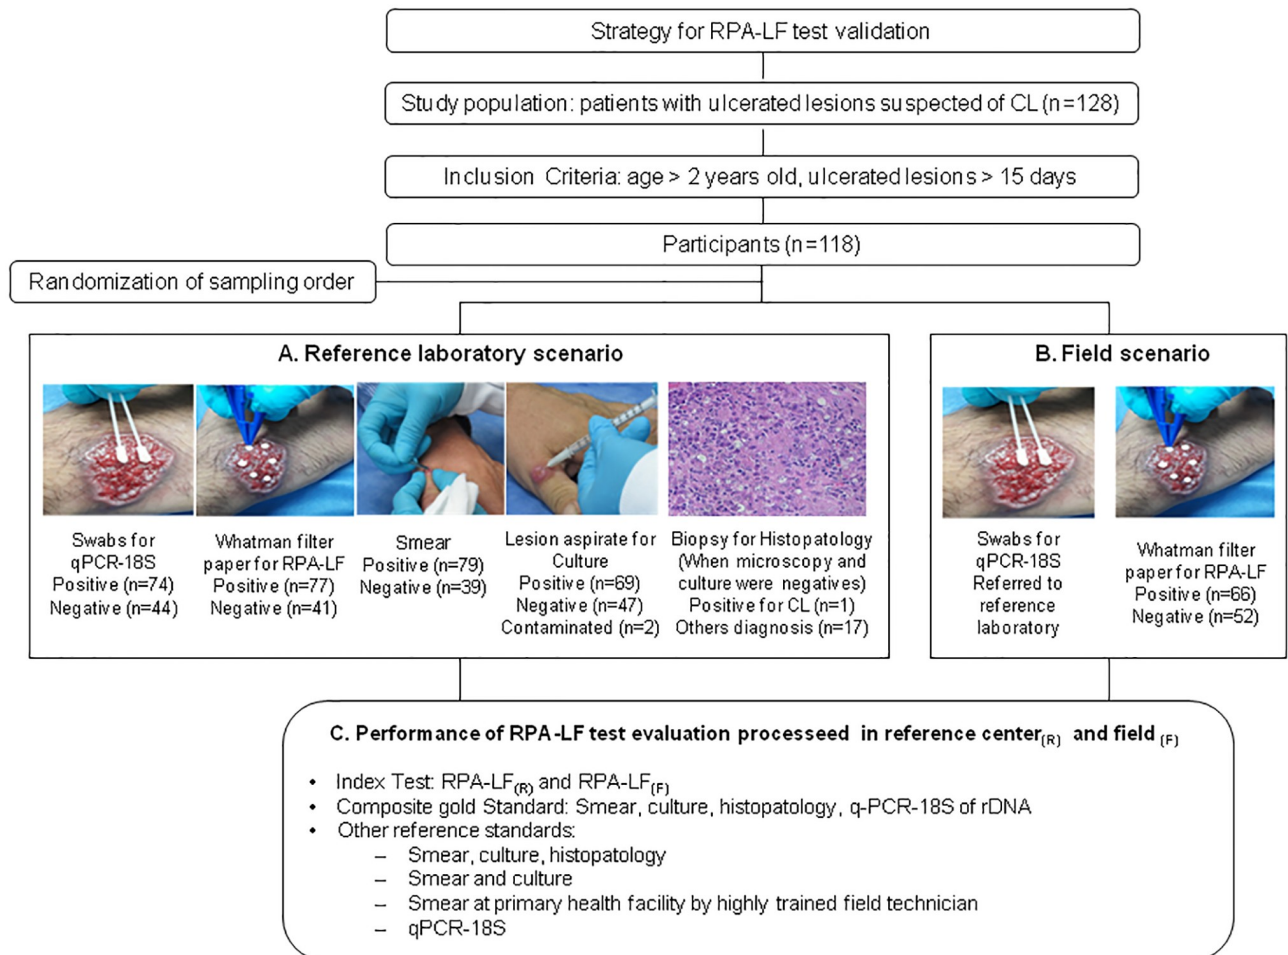 Strategy for RPA-LF test validation
Study population: patients with ulcerated lesions suspected of CL (n=128)
Inclusion Criteria: age > 2 years old, ulcerated lesions > 15 days
Participants (n=118)
Randomization of sampling order
A. Reference laboratory scenario
Swabs for
qPCR-18S
Positive (n=74)
Negative (n=44)
Whatman filter
paper for RPA-LF
Positive (n=77)
Negative (n=41)
Smear
Positive (n=79)
Negative (n=39)
Lesion aspirate for
Culture
Positive (n=69)
Negative (n=47)
Contaminated (n=2)
Biopsy for Histopatology
(When microscopy and
culture were negatives)
Positive for CL (n=1)
Others diagnosis (n=17)
B. Field scenario
Swabs for
qPCR-18S
Referred to
reference
laboratory
Whatman filter
paper for RPA-LF
Positive (n=66)
Negative (n=52)
C. Performance of RPA-LF test evaluation processeed in reference center(R) and field (F)
• Index Test: RPA-LF(R) and RPA-LF(F)
• Composite gold Standard: Smear, culture, histopatology, q-PCR-18S of rDNA
• Other reference standards:
– Smear, culture, histopatology
– Smear and culture
– Smear at primary health facility by highly trained field technician
– qPCR-18S